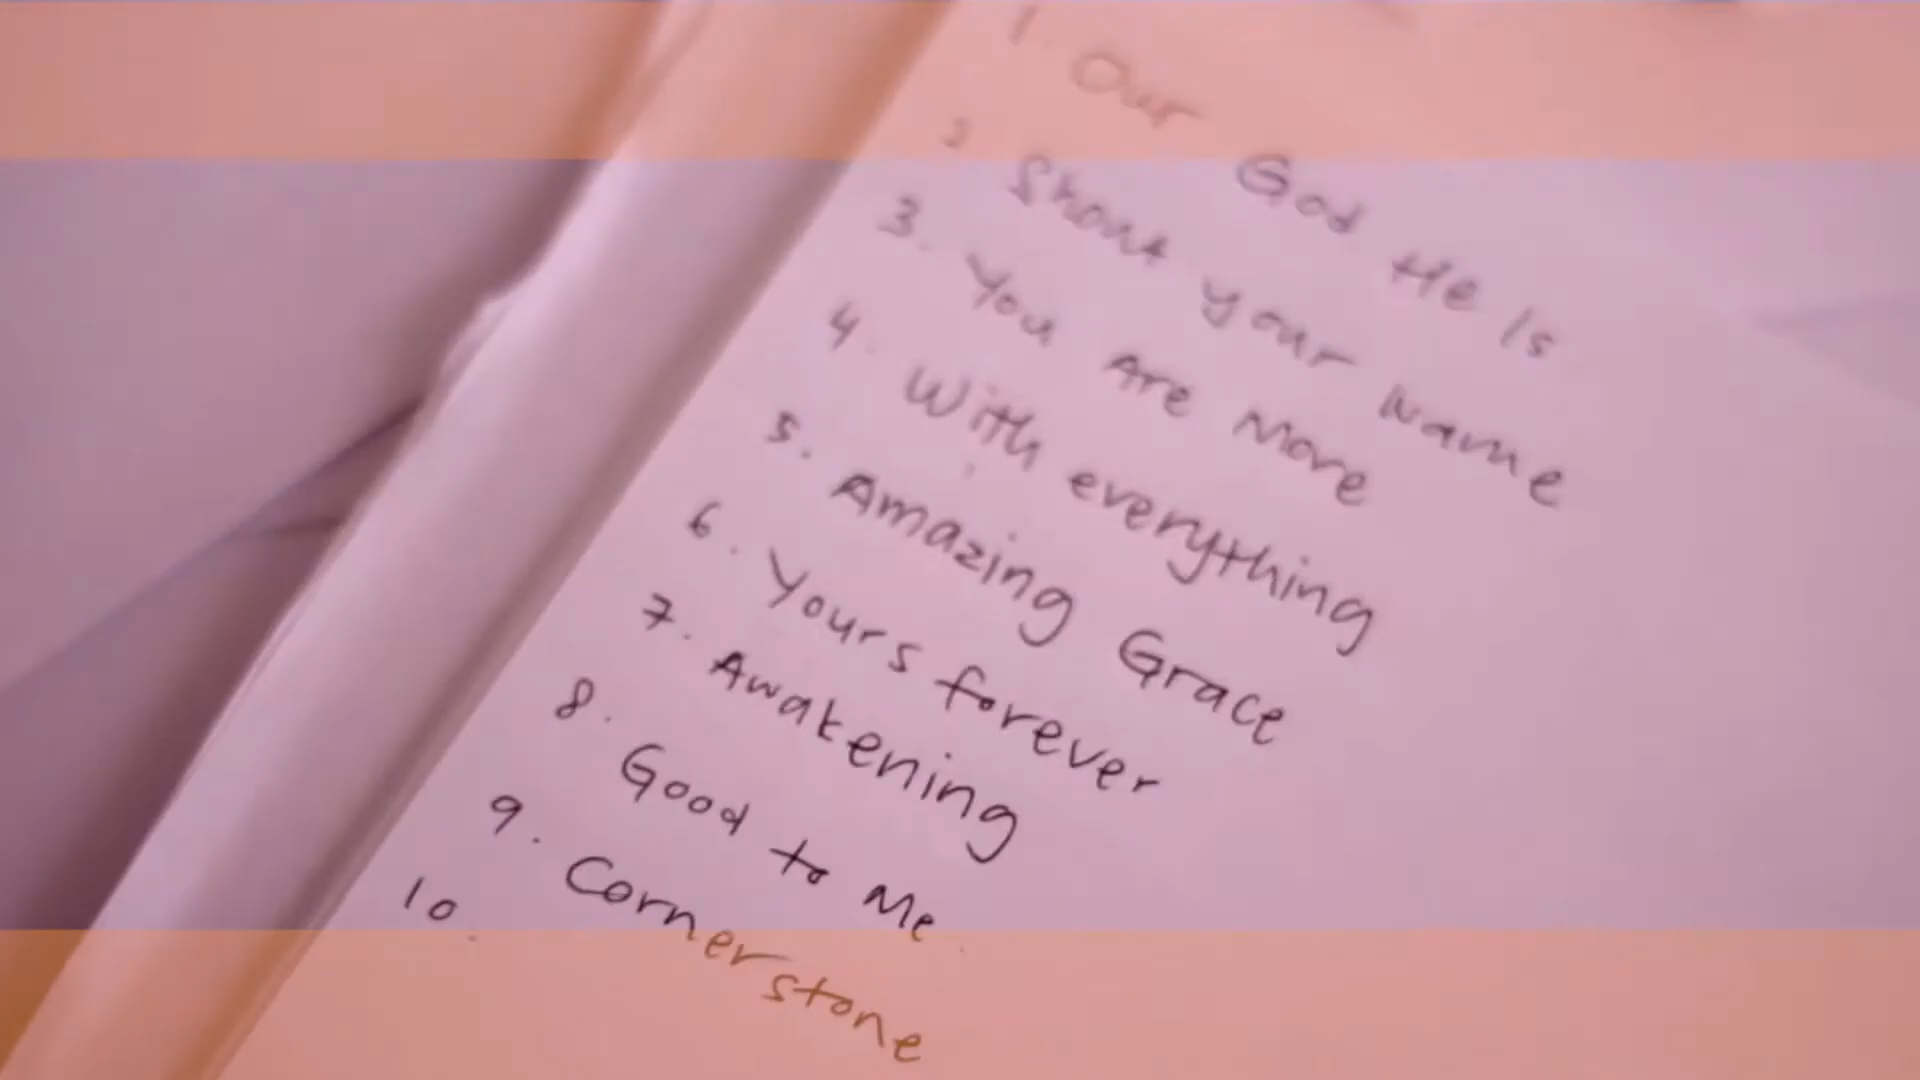 1. Our God He Is
2 Shout your Name
3. You Are More
4. With everything
5. Amazing Grace
6. Yours forever
7. Awakening
8. Good to Me
9. Cornerstone
10.